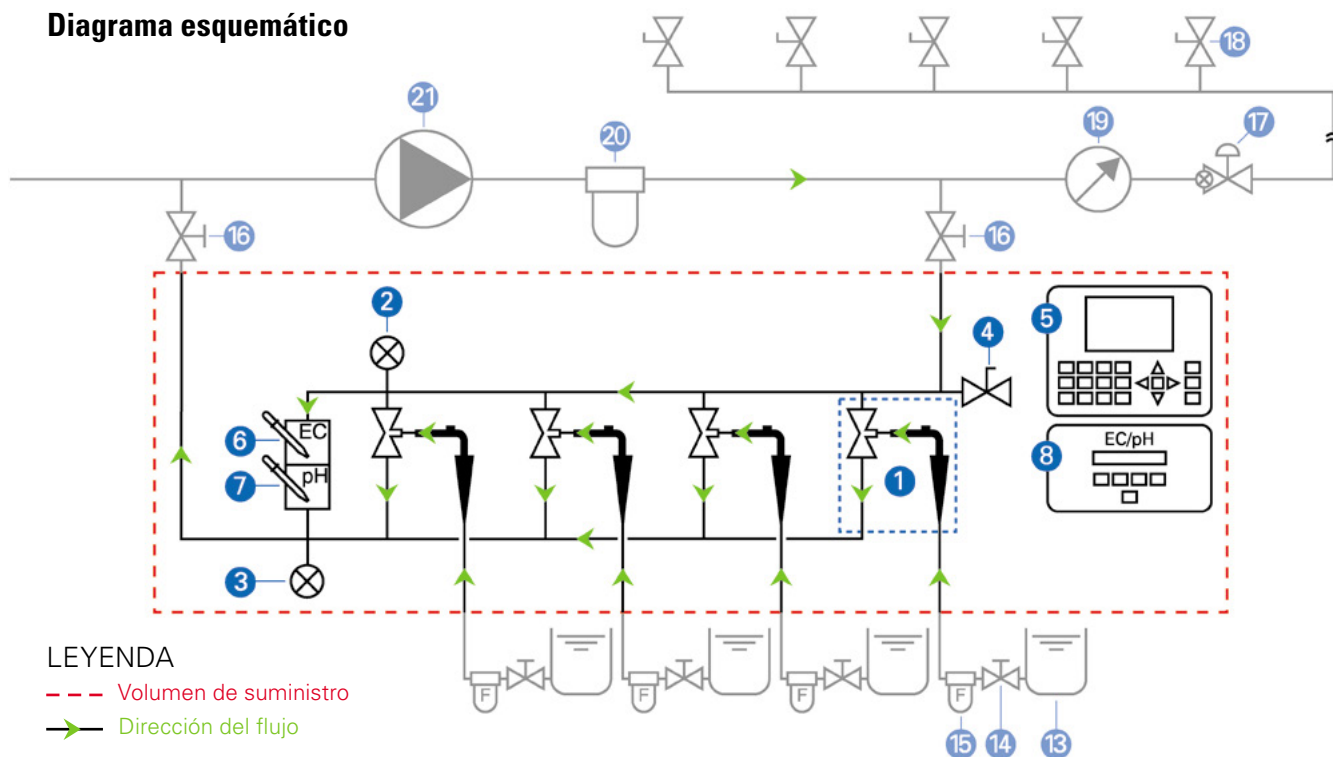 Diagrama esquemático
18
21
20
19
17
16
16
2
4
5
EC
6
pH
7
1
EC/pH
8
3
F
F
F
F
15
14
13
LEYENDA
Volumen de suministro
Dirección del flujo